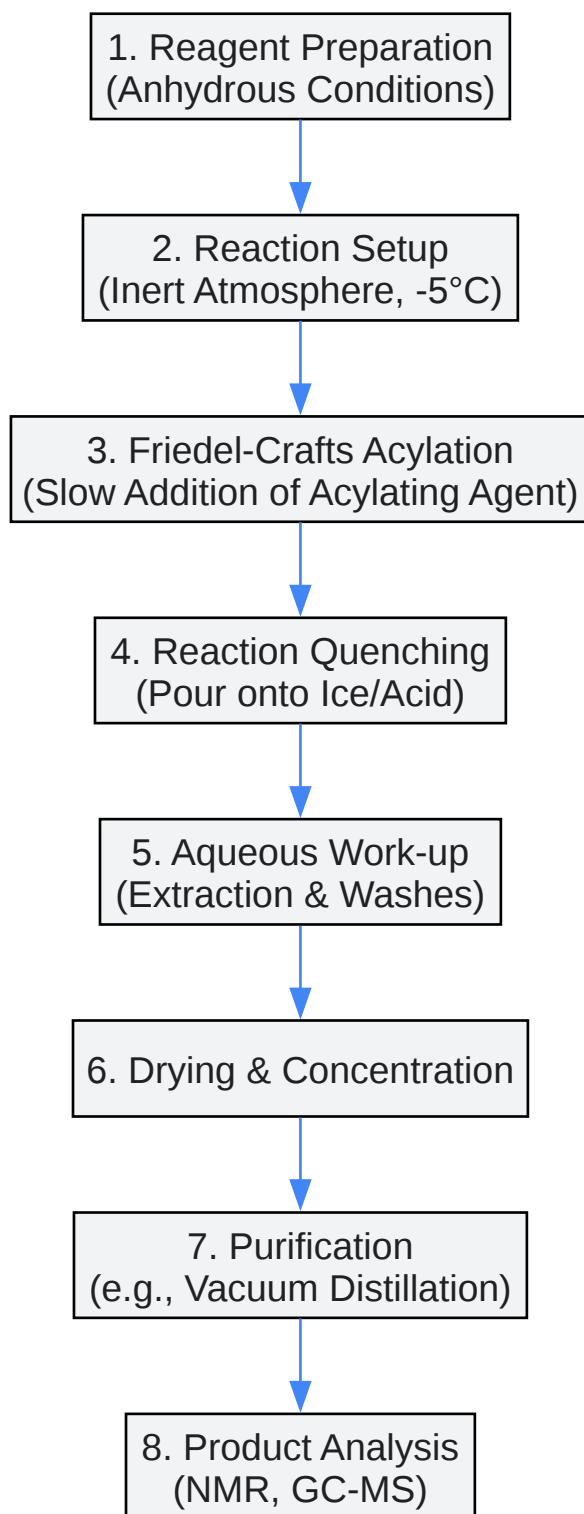 1. Reagent Preparation
(Anhydrous Conditions)
2. Reaction Setup
(Inert Atmosphere, -5°C)
3. Friedel-Crafts Acylation
(Slow Addition of Acylating Agent)
4. Reaction Quenching
(Pour onto Ice/Acid)
5. Aqueous Work-up
(Extraction & Washes)
6. Drying & Concentration
7. Purification
(e.g., Vacuum Distillation)
8. Product Analysis
(NMR, GC-MS)